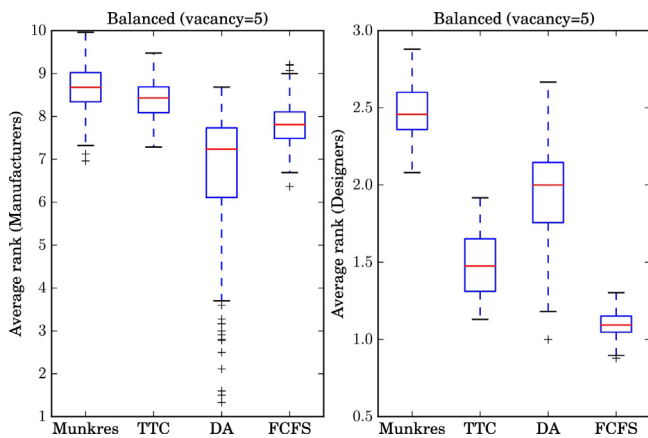 Balanced (vacancy=5)
Average rank (Manufacturers)
10
9
8
7
6
5
4
3
2
1
Munkres TTC DA FCFS
Balanced (vacancy=5)
Average rank (Designers)
3.0
2.5
2.0
1.5
1.0
0.5
Munkres TTC DA FCFS